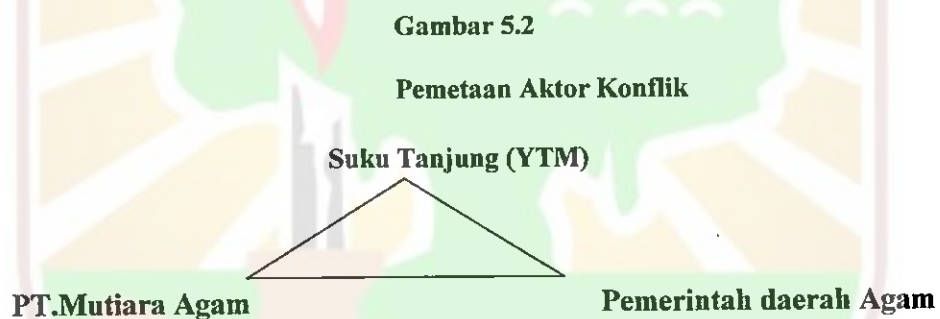 Gambar 5.2
Pemetaan Aktor Konflik
Suku Tanjung (YTM)
PT.Mutiara Agam
Pemerintah daerah Agam